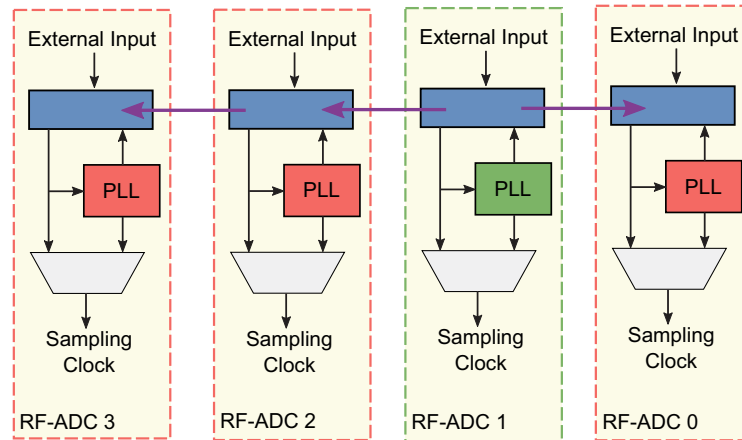 External Input
External Input
External Input
External Input
PLL
PLL
PLL
PLL
Sampling
Clock
Sampling
Clock
Sampling
Clock
Sampling
Clock
RF-ADC 3
RF-ADC 2
RF-ADC 1
RF-ADC 0